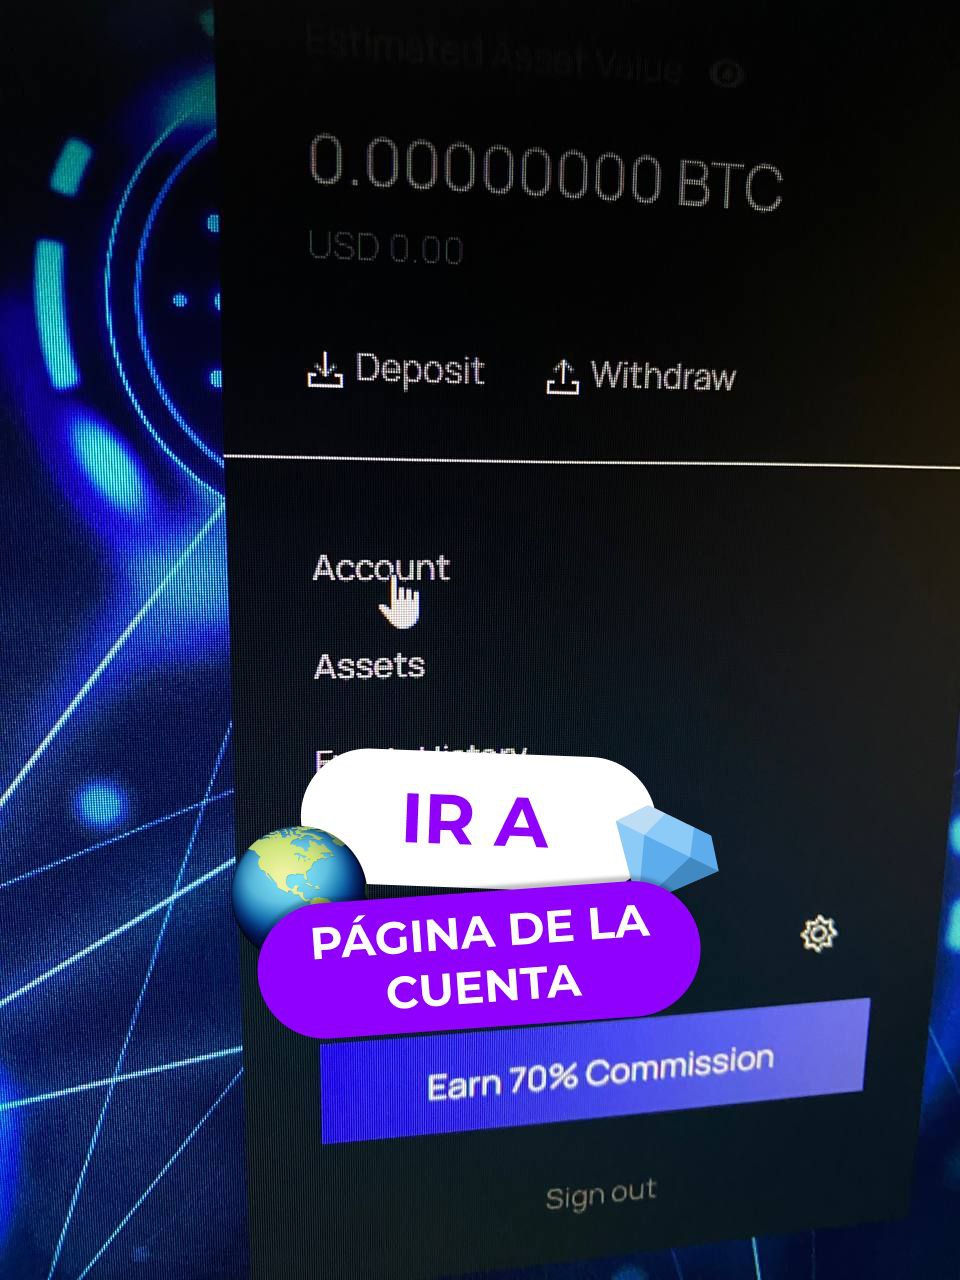 Estimated Asset Value
0.00000000 BTC
USD 0.00
Deposit Withdraw
Account
Assets
History
IR A
PÁGINA DE LA
CUENTA
Earn 70% Commission
Sign out